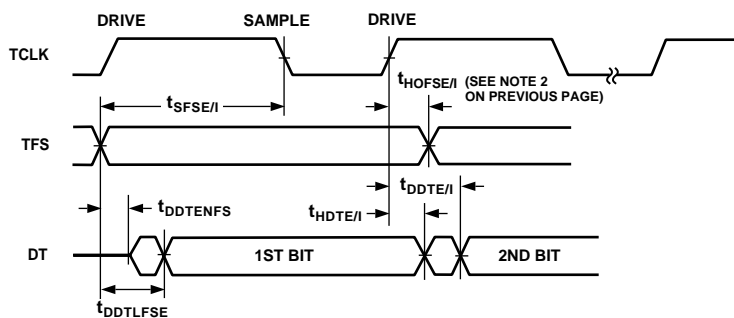 DRIVE SAMPLE DRIVE
TCLK
tSFSE/I
tHOFSE/I (SEE NOTE 2
ON PREVIOUS PAGE)
TFS
tDDTE/I
tDDTENFS
tHDTE/I
DT
1ST BIT
2ND BIT
tDDTLFSE